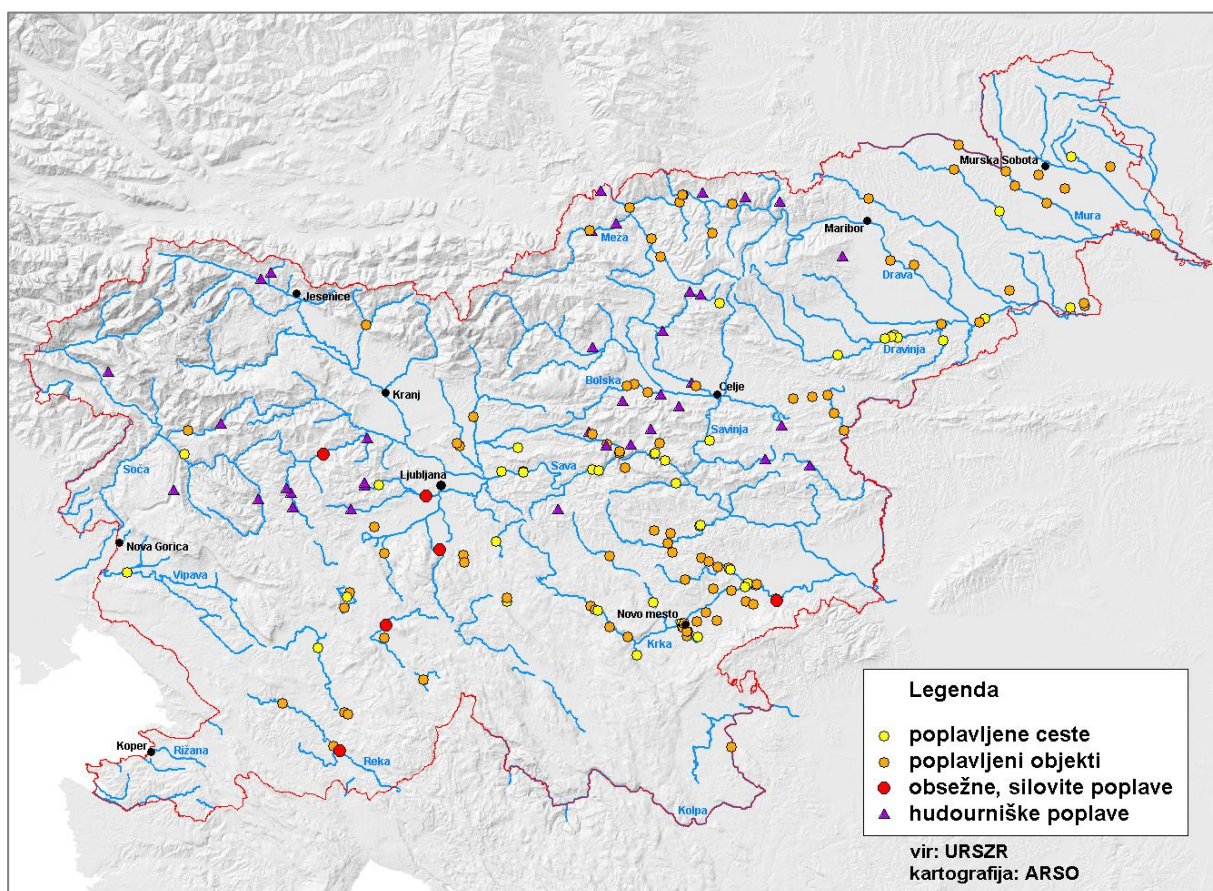 Murska Sobota
Mura
Maribor
Meža
Drava
Jesenice
Dravinja
Bolska
Celje
Kranj
Savinja
Soča
Sava
Ljubljana
Nova Gorica
Vipava
Novo mesto
Krka
Koper
Rižana
Reka
Kolpa
Legenda
poplavljene ceste
poplavljeni objekti
obsežne, silovite poplave
hudourniške poplave
vir: URSZR
kartografija: ARSO